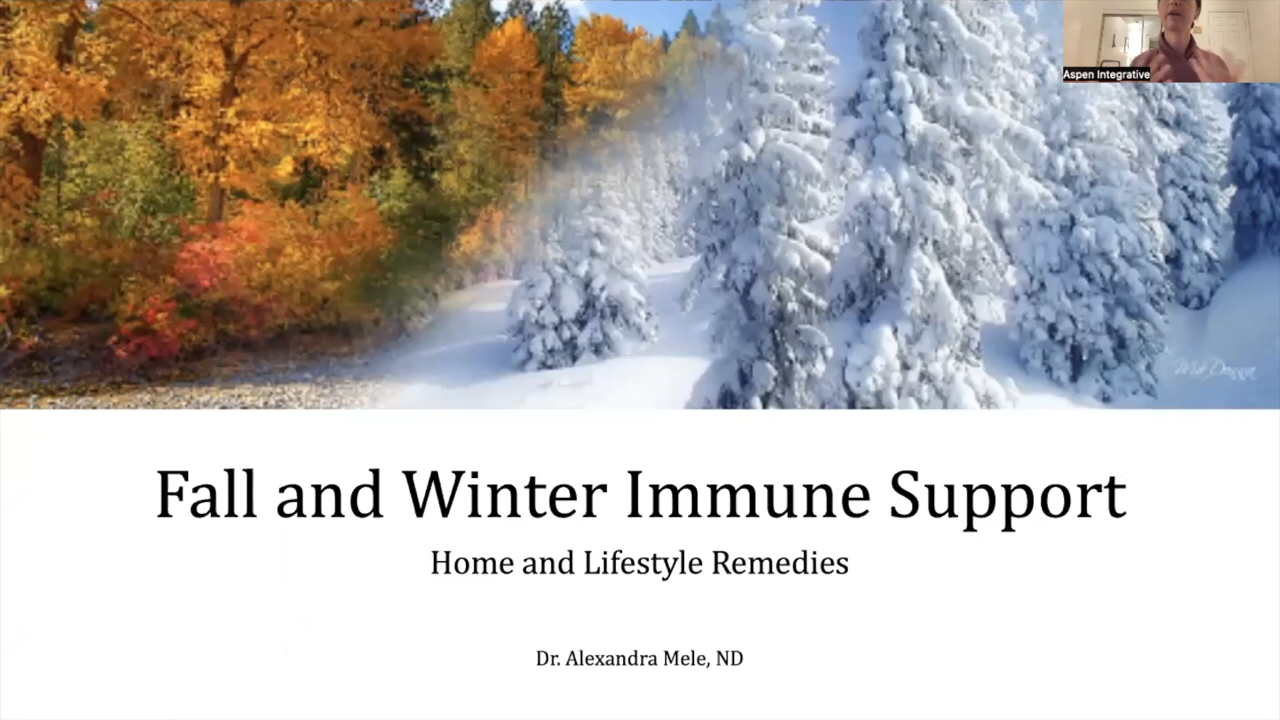 Aspen Integrative
Fall and Winter Immune Support
Home and Lifestyle Remedies
Dr. Alexandra Mele, ND